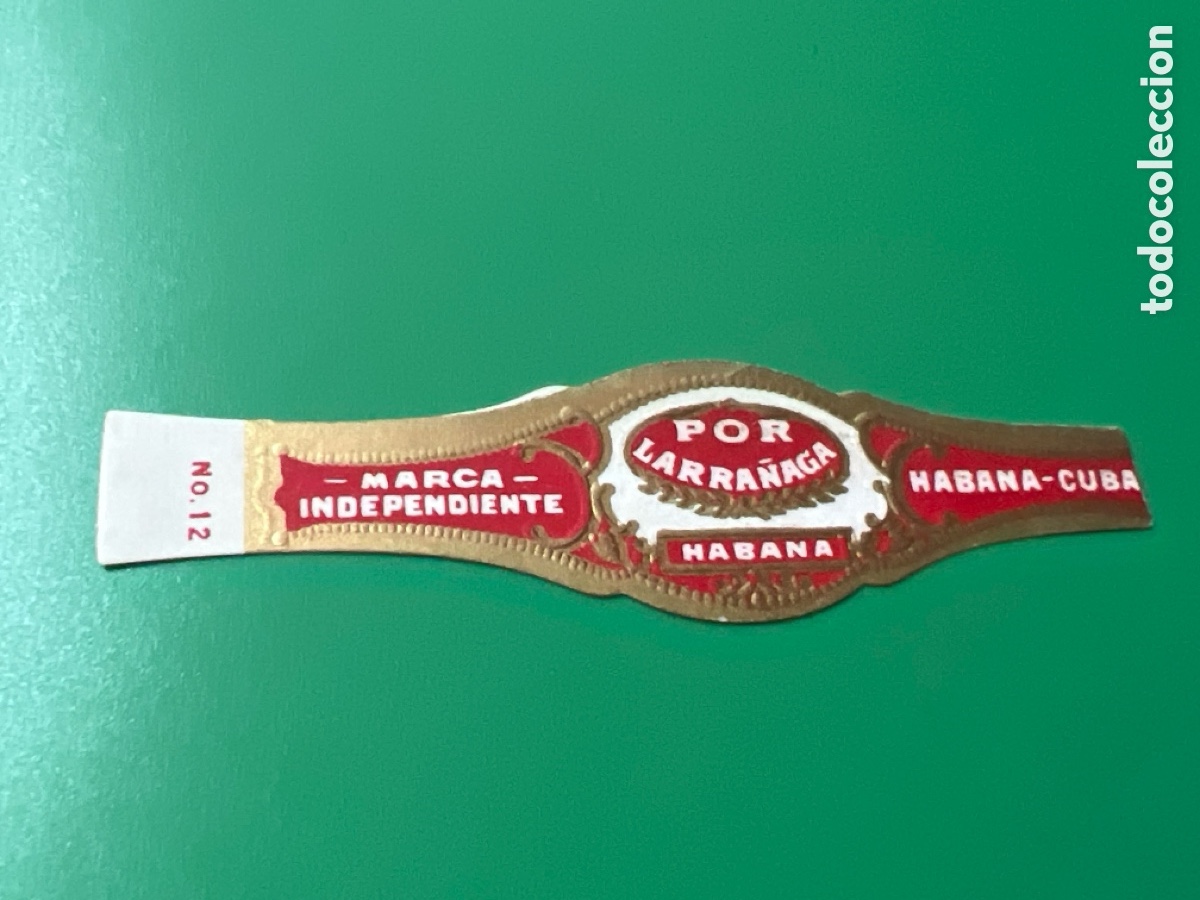 No.12
– MARCA –
INDEPENDIENTE
POR
LARRAÑAGA
HABANA
HABANA-CUBA
todocoleccion